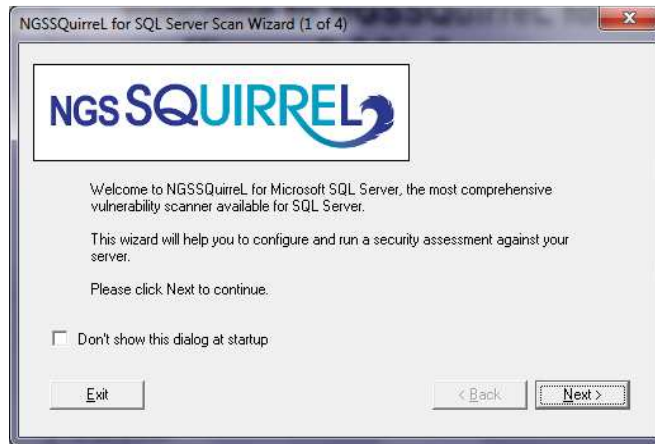 NGSSQuirreL for SQL Server Scan Wizard (1 of 4)
NGS SQUIRREL
Welcome to NGSSQuirreL for Microsoft SQL Server, the most comprehensive
vulnerability scanner available for SQL Server.
This wizard will help you to configure and run a security assessment against your
server.
Please click Next to continue.
Don't show this dialog at startup
Exit
< Back
Next >